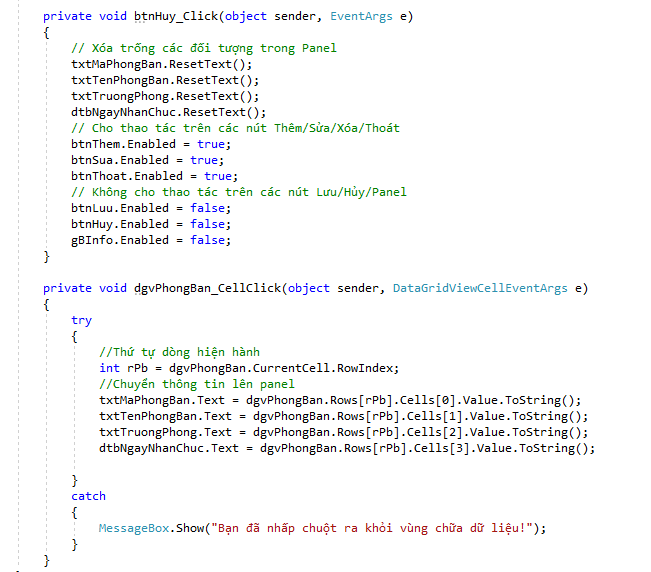 private void btnHuy_Click(object sender, EventArgs e)
{
// Xóa trống các đối tượng trong Panel
txtMaPhongBan.ResetText();
txtTenPhongBan.ResetText();
txtTruongPhong.ResetText();
dtbNgayNhanChuc.ResetText();
// Cho thao tác trên các nút Thêm/Sửa/Xóa/Thoát
btnThem.Enabled = true;
btnSua.Enabled = true;
btnThoat.Enabled = true;
// Không cho thao tác trên các nút Lưu/Hủy/Panel
btnLuu.Enabled = false;
btnHuy.Enabled = false;
gBInfo.Enabled = false;
}
private void dgvPhongBan_CellClick(object sender, DataGridViewCellEventArgs e)
{
try
{
//Thứ tự dòng hiện hành
int rPb = dgvPhongBan.CurrentCell.RowIndex;
//Chuyển thông tin lên panel
txtMaPhongBan.Text = dgvPhongBan.Rows[rPb].Cells[0].Value.ToString();
txtTenPhongBan.Text = dgvPhongBan.Rows[rPb].Cells[1].Value.ToString();
txtTruongPhong.Text = dgvPhongBan.Rows[rPb].Cells[2].Value.ToString();
dtbNgayNhanChuc.Text = dgvPhongBan.Rows[rPb].Cells[3].Value.ToString();
}
catch
{
MessageBox.Show("Bạn đã nhấp chuột ra khỏi vùng chữa dữ liệu!");
}
}